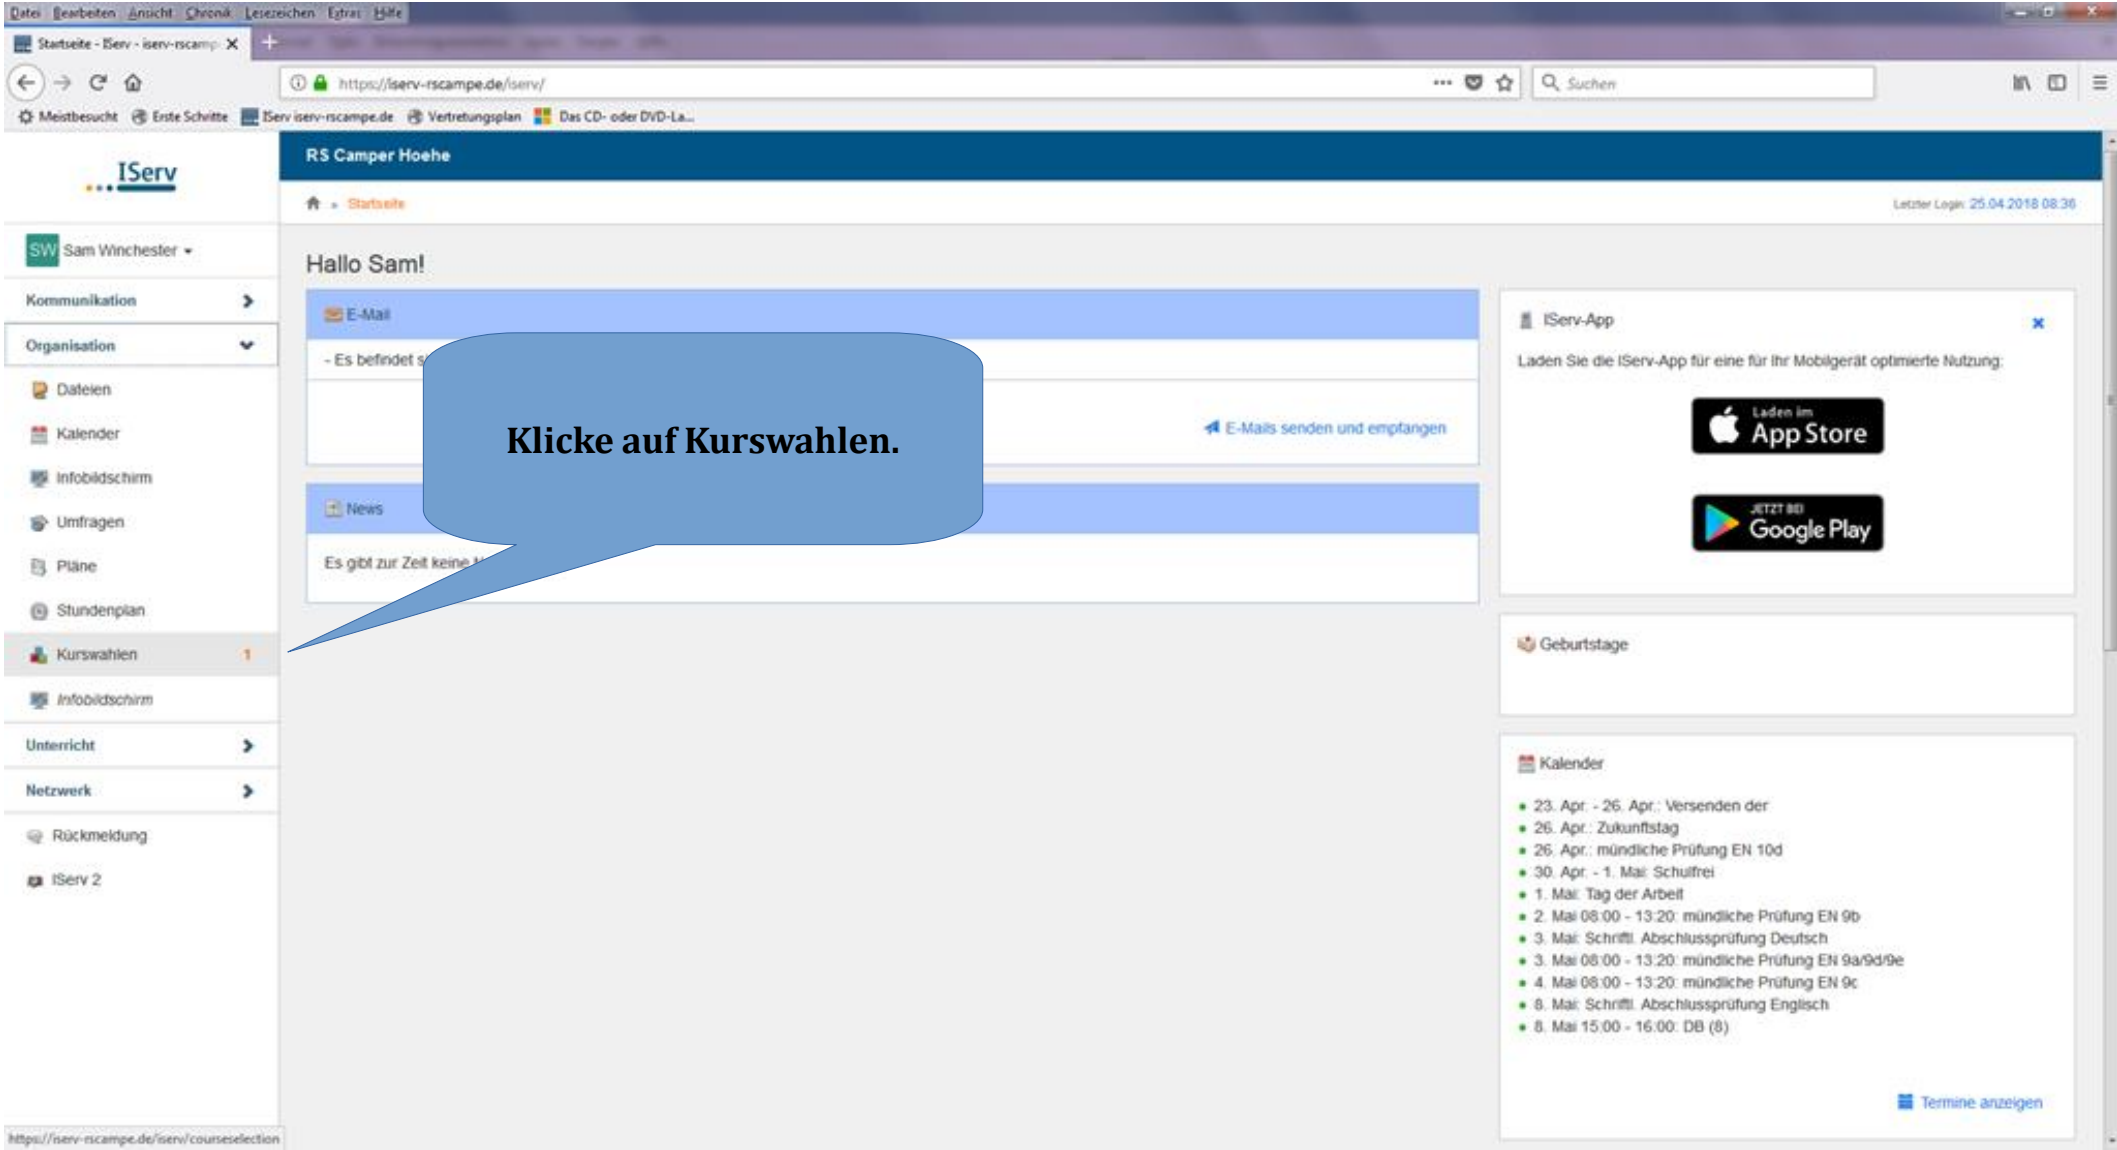 Datei Bearbeiten Ansicht Chronik Lesezeichen Extras Hilfe
Startseite - IServ - iserv-rscamp
https://iserv-rscampe.de/iserv/
Suchen
Meistbesucht Erste Schritte IServ iserv-rscampe.de Vertretungsplan Das CD- oder DVD-La...
IServ
RS Camper Hoehe
» Startseite
Letzter Login: 25.04.2018 08:36
SW Sam Winchester
Kommunikation
Organisation
Dateien
Kalender
Infobildschirm
Umfragen
Pläne
Stundenplan
Kurswahlen 1
Infobildschirm
Unterricht
Netzwerk
Rückmeldung
IServ 2
Hallo Sam!
E-Mail
- Es befindet
E-Mails senden und empfangen
Klicke auf Kurswahlen.
News
Es gibt zur Zeit keine
IServ-App
Laden Sie die IServ-App für eine für Ihr Mobilgerät optimierte Nutzung:
Laden im
App Store
JETZT BEI
Google Play
Geburtstage
Kalender
23. Apr. - 26. Apr.: Versenden der
26. Apr.: Zukunftstag
26. Apr.: mündliche Prüfung EN 10d
30. Apr. - 1. Mai: Schulfrei
1. Mai: Tag der Arbeit
2. Mai 08:00 - 13:20: mündliche Prüfung EN 9b
3. Mai: Schriftl. Abschlussprüfung Deutsch
3. Mai 08:00 - 13:20: mündliche Prüfung EN 9a/9d/9e
4. Mai 08:00 - 13:20: mündliche Prüfung EN 9c
8. Mai: Schriftl. Abschlussprüfung Englisch
8. Mai 15:00 - 16:00: DB (8)
Termine anzeigen
https://iserv-rscampe.de/iserv/courseselection